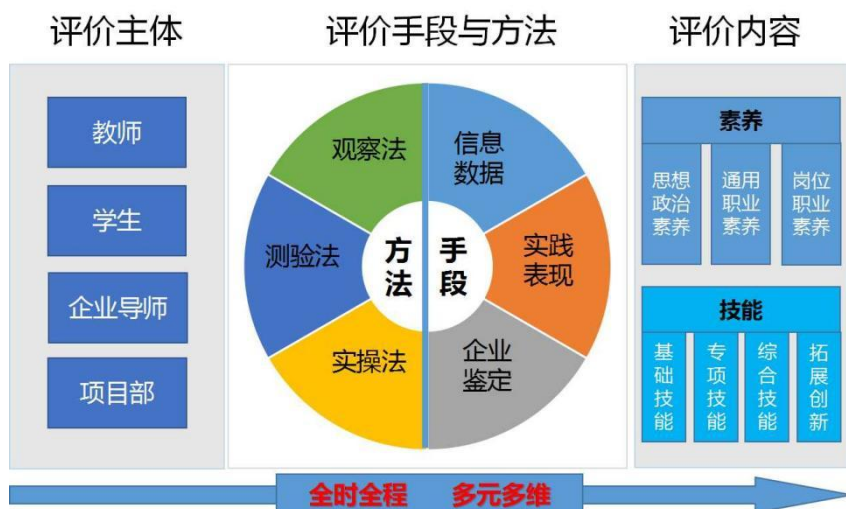 评价主体
评价手段与方法
评价内容
教师
学生
企业导师
项目部
观察法
测验法
实操法
方
法
手
段
信息
数据
实践
表现
企业
鉴定
素养
思想
政治
素养
通用
职业
素养
岗位
职业
素养
技能
基
础
技
能
专
项
技
能
综
合
技
能
拓
展
创
新
全时全程 多元多维